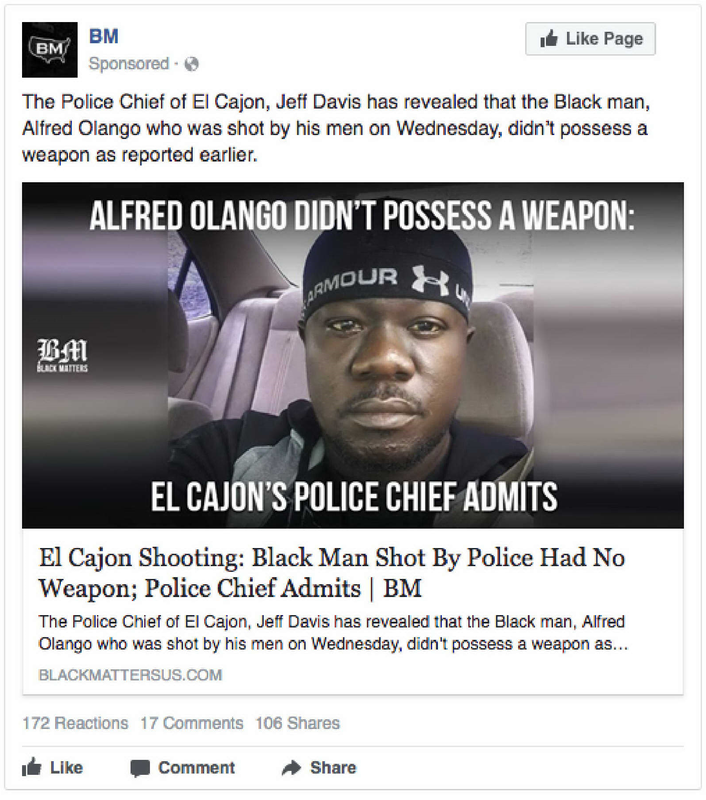 BM
BM
Sponsored ·
Like Page
The Police Chief of El Cajon, Jeff Davis has revealed that the Black man,
Alfred Olango who was shot by his men on Wednesday, didn't possess a
weapon as reported earlier.
ALFRED OLANGO DIDN'T POSSESS A WEAPON:
ARMOUR UN
BM
BLACK MATTERS
EL CAJON'S POLICE CHIEF ADMITS
El Cajon Shooting: Black Man Shot By Police Had No
Weapon; Police Chief Admits | BM
The Police Chief of El Cajon, Jeff Davis has revealed that the Black man, Alfred
Olango who was shot by his men on Wednesday, didn't possess a weapon as...
BLACKMATTERSUS.COM
172 Reactions 17 Comments 106 Shares
Like Comment Share